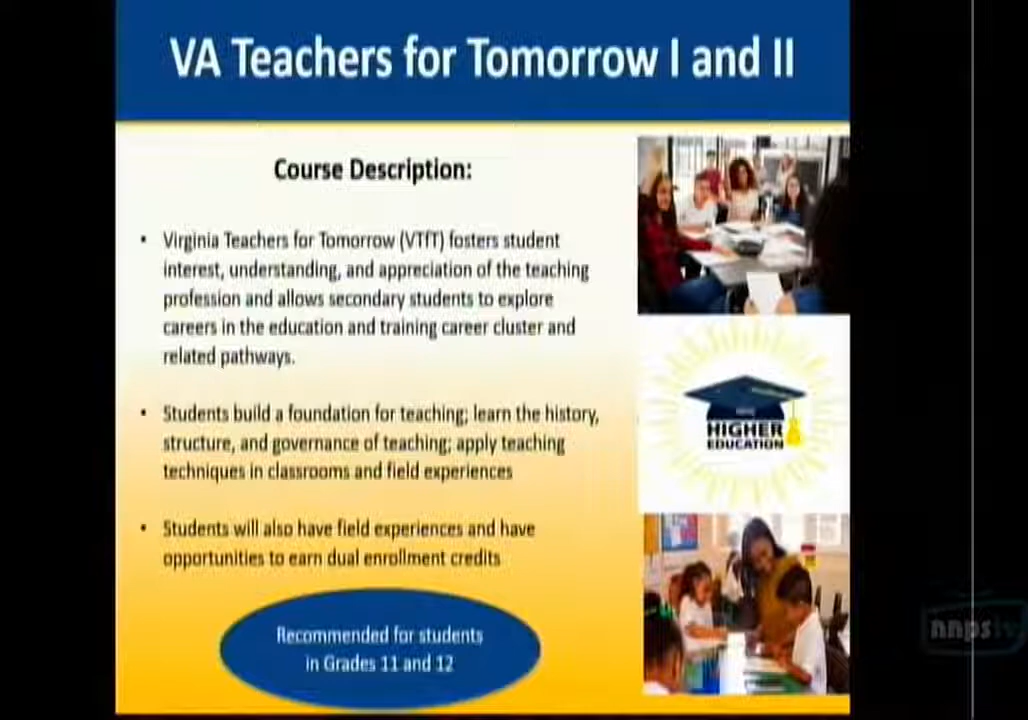 VA Teachers for Tomorrow I and II
Course Description:
• Virginia Teachers for Tomorrow (VTfT) fosters student
interest, understanding, and appreciation of the teaching
profession and allows secondary students to explore
careers in the education and training career cluster and
related pathways.
• Students build a foundation for teaching; learn the history,
structure, and governance of teaching; apply teaching
techniques in classrooms and field experiences
• Students will also have field experiences and have
opportunities to earn dual enrollment credits
Recommended for students
in Grades 11 and 12
HIGHER
EDUCATION
nnpstv